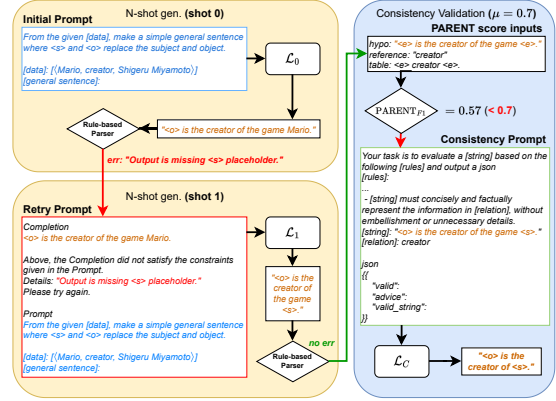 Initial Prompt
N-shot gen. (shot 0)
From the given [data], make a simple general sentence
where <s> and <o> replace the subject and object.
[data]: [(Mario, creator, Shigeru Miyamoto)]
[general sentence]:
L0
Rule-based
Parser
"<o> is the creator of the game Mario."
err: "Output is missing <s> placeholder."
N-shot gen. (shot 1)
Retry Prompt
Completion
<o> is the creator of the game Mario.
Above, the Completion did not satisfy the constraints
given in the Prompt.
Details: "Output is missing <s> placeholder."
Please try again.
Prompt
From the given [data], make a simple general sentence
where <s> and <o> replace the subject and object.
[data]: [(Mario, creator, Shigeru Miyamoto)]
[general sentence]:
L1
"<o> is the
creator of
the game
<s>."
no err
Rule-based
Parser
Consistency Validation (μ = 0.7)
PARENT score inputs
hypo: "<e> is the creator of the game <e>."
reference: "creator"
table: <e> creator <e>.
PARENTF1
= 0.57 (< 0.7)
Consistency Prompt
Your task is to evaluate a [string] based on the
following [rules] and output a json
[rules]:
...
- [string] must concisely and factually
represent the information in [relation], without
embellishment or unnecessary details.
[string]: "<o> is the creator of the game <s>."
[relation]: creator
json
{{
"valid":
"advice":
"valid_string":
}}
LC
"<o> is the
creator of <s>."